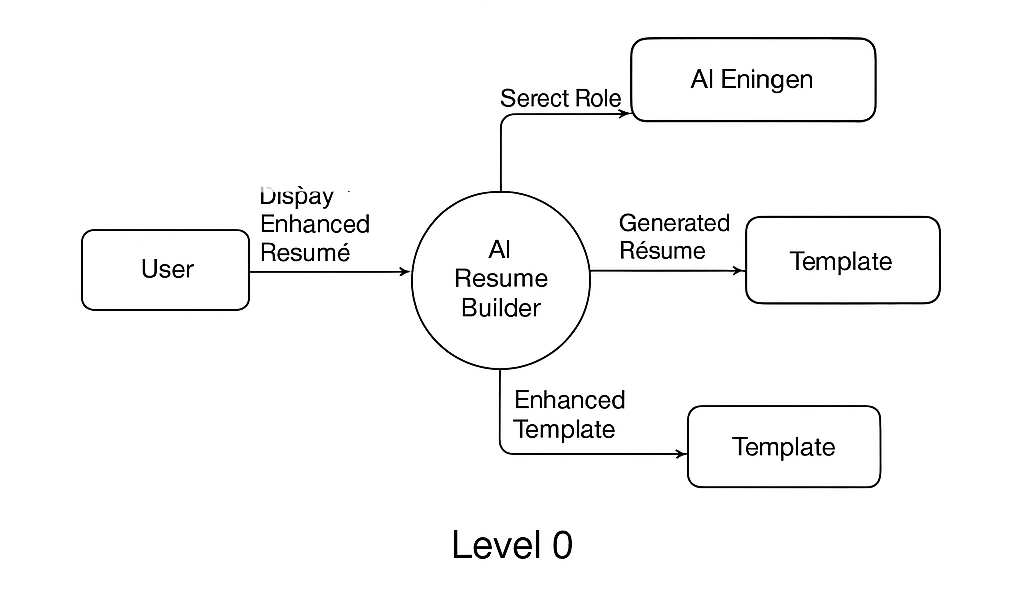 AI Eningen
Serect Role
Dispay
Enhanced
Resumé
User
AI
Resume
Builder
Generated
Résume
Template
Enhanced
Template
Template
Level 0